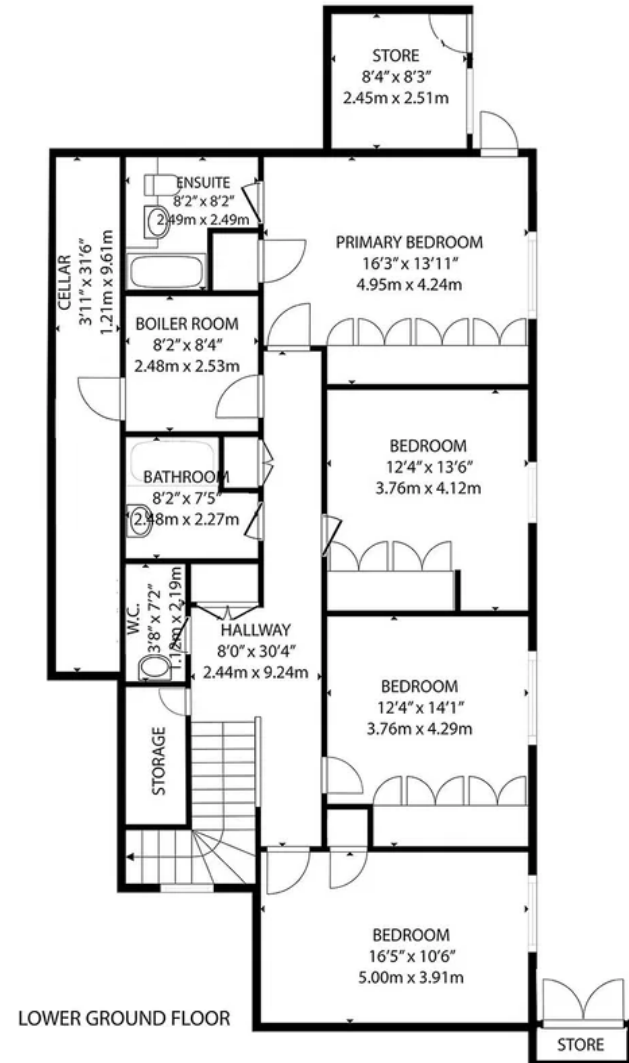 STORE
8'4" x 8'3"
2.45m x 2.51m
ENSUITE
8'2" x 8'2"
2.49m x 2.49m
PRIMARY BEDROOM
16'3" x 13'11"
4.95m x 4.24m
CELLAR
3'11" x 31'6"
1.21m x 9.61m
BOILER ROOM
8'2" x 8'4"
2.48m x 2.53m
BEDROOM
12'4" x 13'6"
3.76m x 4.12m
BATHROOM
8'2" x 7'5"
2.48m x 2.27m
W.C.
3'8" x 7'2"
1.12m x 2.19m
HALLWAY
8'0" x 30'4"
2.44m x 9.24m
BEDROOM
12'4" x 14'1"
3.76m x 4.29m
STORAGE
BEDROOM
16'5" x 10'6"
5.00m x 3.91m
LOWER GROUND FLOOR
STORE